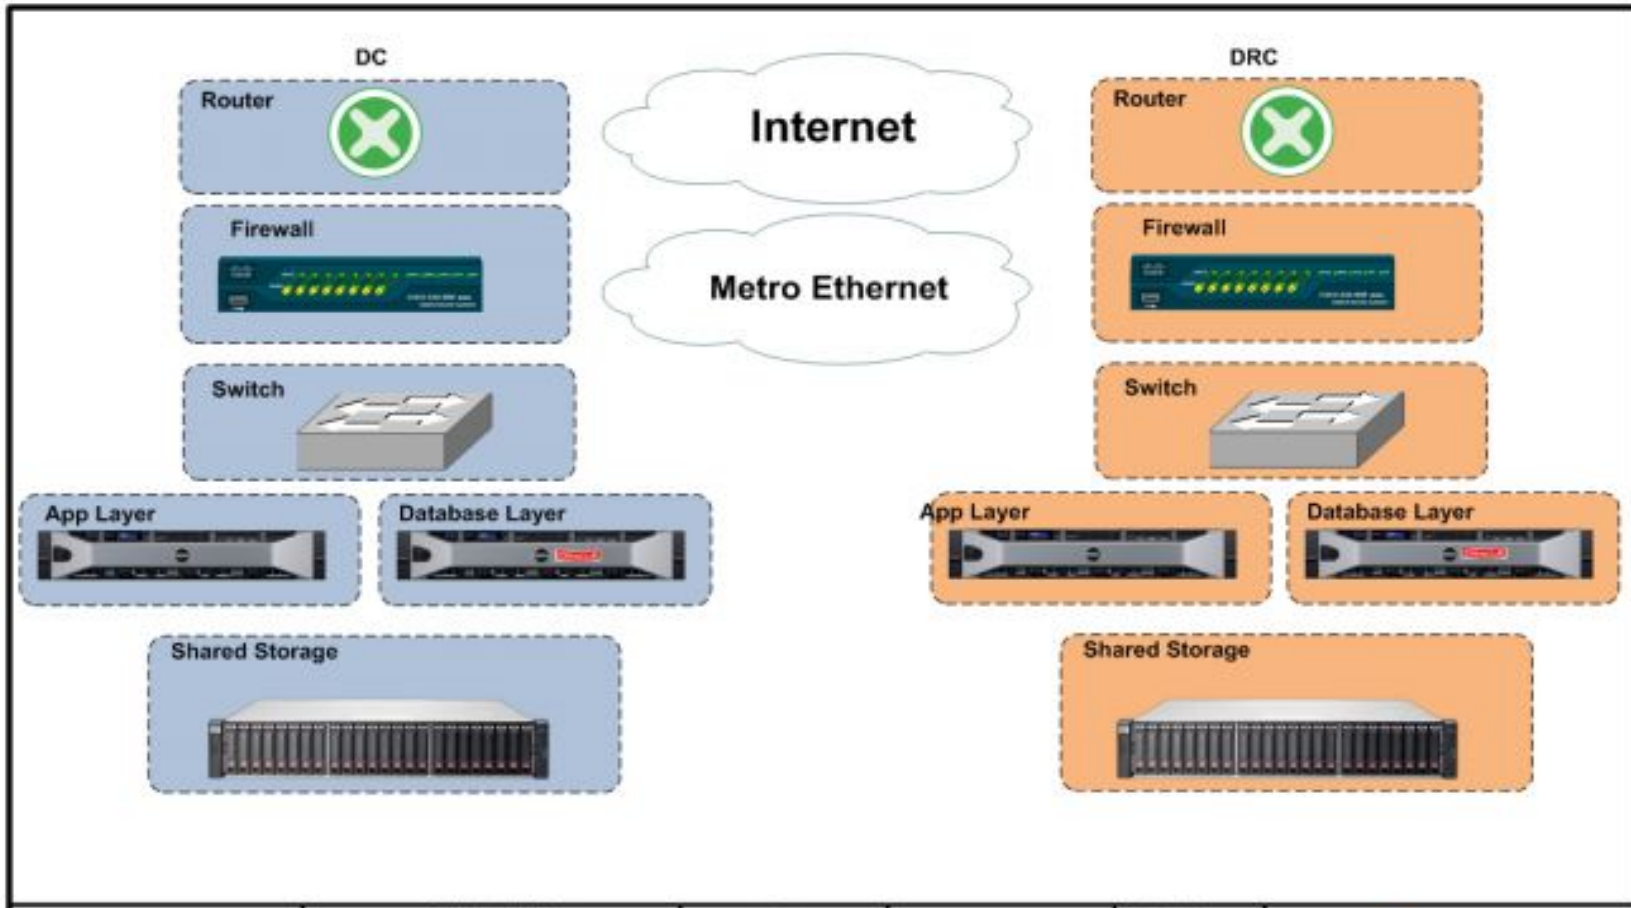 DC
Router
Firewall
Switch
App Layer
Database Layer
Shared Storage
Internet
Metro Ethernet
DRC
Router
Firewall
Switch
App Layer
Database Layer
Shared Storage